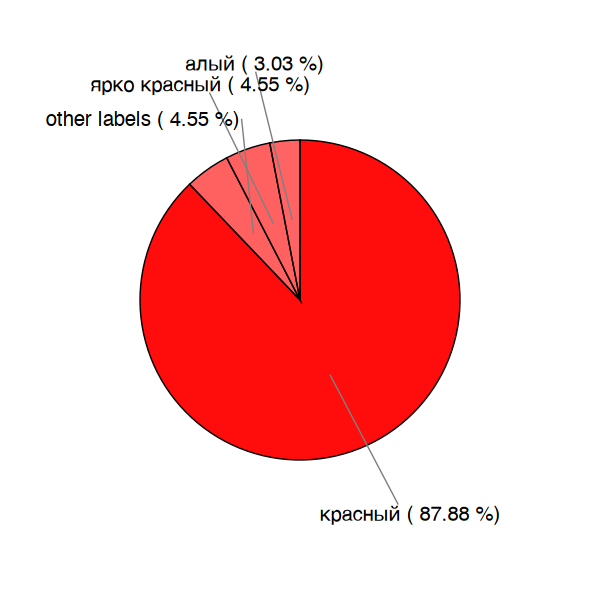 алый ( 3.03 %)
ярко красный ( 4.55 %)
other labels ( 4.55 %)
красный ( 87.88 %)